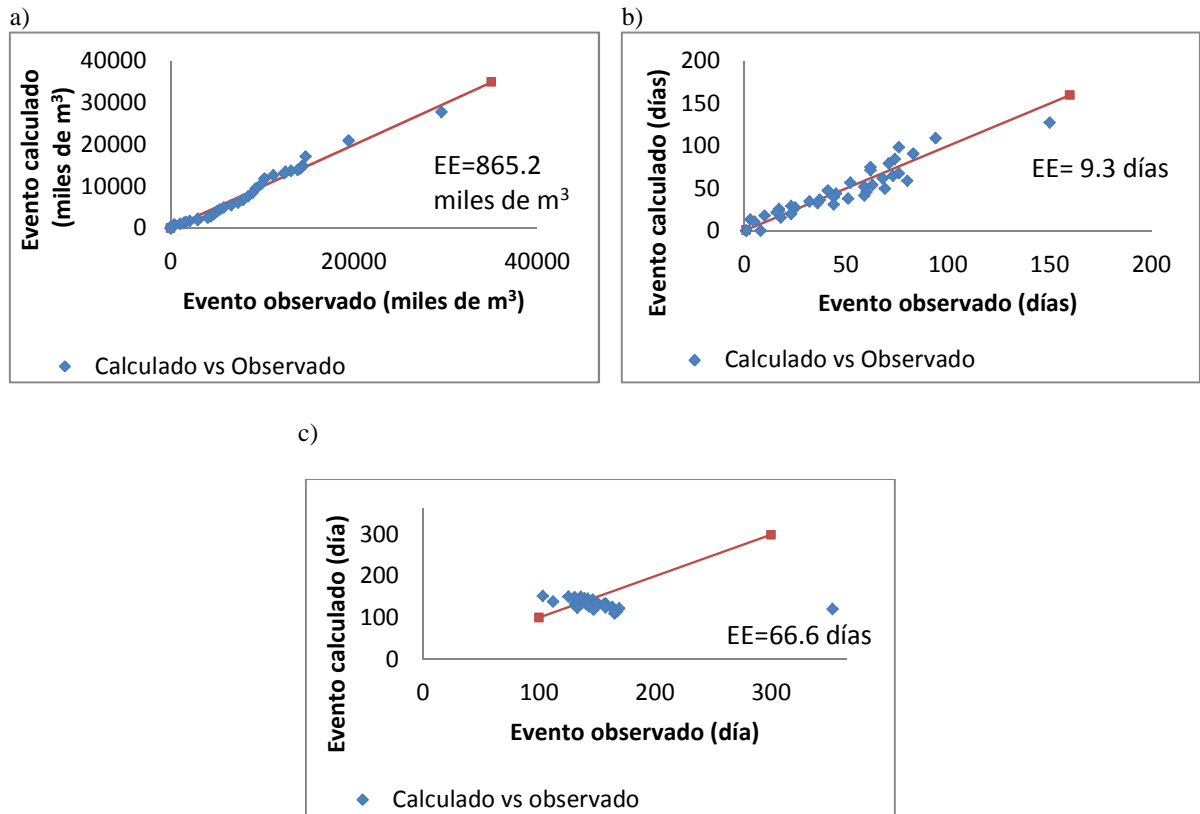 a)
Evento calculado
(miles de m³)
40000
30000
20000
10000
0
EE=865.2
miles de m³
0 20000 40000
Evento observado (miles de m³)
Calculado vs Observado
b)
Evento calculado (días)
200
150
100
50
0
EE= 9.3 días
0 50 100 150 200
Evento observado (días)
Calculado vs Observado
c)
Evento calculado (día)
300
200
100
0
EE=66.6 días
0 100 200 300
Evento observado (día)
Calculado vs observado